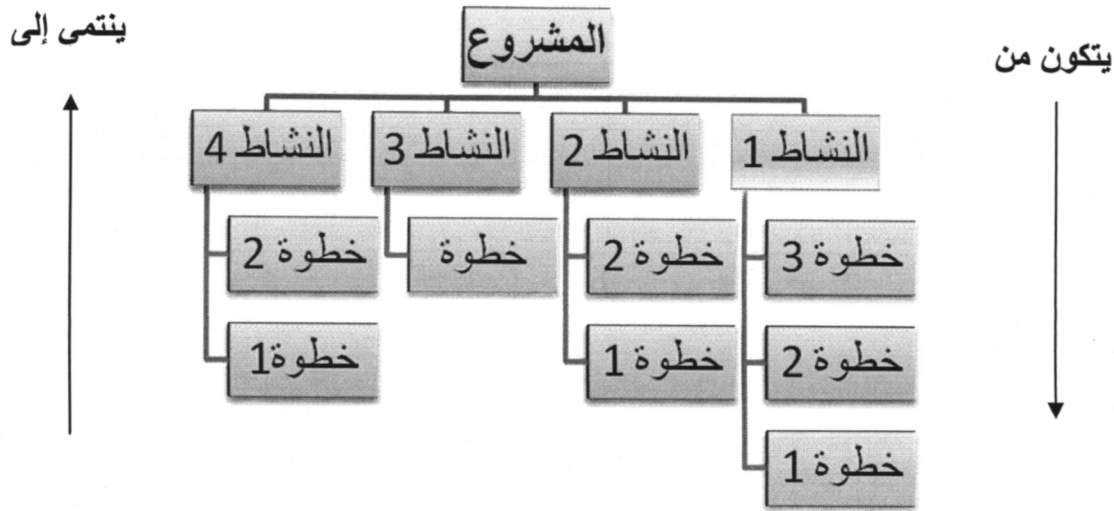 المشروع
يتكون من
ينتمى إلى
النشاط 1
النشاط 2
النشاط 3
النشاط 4
خطوة 3
خطوة 2
خطوة
خطوة 2
خطوة 2
خطوة 1
خطوة1
خطوة 1